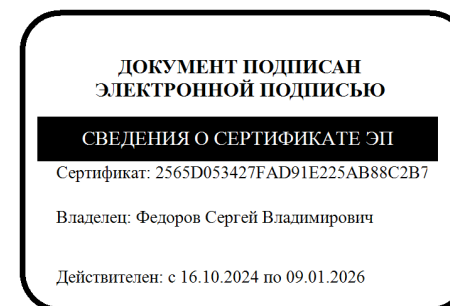 ДОКУМЕНТ ПОДПИСАН
ЭЛЕКТРОННОЙ ПОДПИСЬЮ
СВЕДЕНИЯ О СЕРТИФИКАТЕ ЭП
Сертификат: 2565D053427FAD91E225AB88C2B7
Владелец: Федоров Сергей Владимирович
Действителен: с 16.10.2024 по 09.01.2026